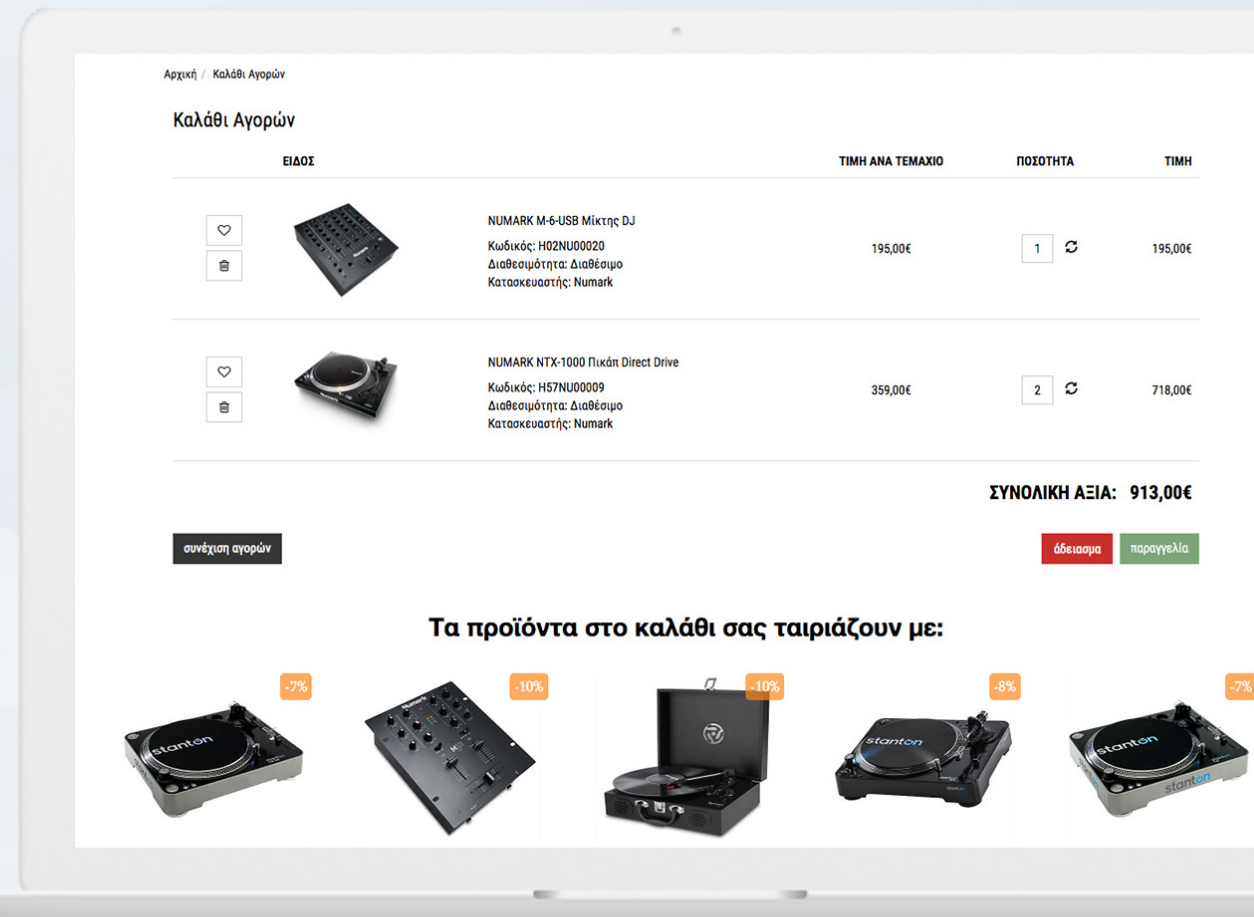 Αρχική / Καλάθι Αγορών
Καλάθι Αγορών
ΕΙΔΟΣ ΤΙΜΗ ΑΝΑ ΤΕΜΑΧΙΟ ΠΟΣΟΤΗΤΑ ΤΙΜΗ
NUMARK M-6-USB Μίκτης DJ
Κωδικός: H02NU00020
Διαθεσιμότητα: Διαθέσιμο
Κατασκευαστής: Numark
195,00€ 1 195,00€
NUMARK NTX-1000 Πικάπ Direct Drive
Κωδικός: H57NU00009
Διαθεσιμότητα: Διαθέσιμο
Κατασκευαστής: Numark
359,00€ 2 718,00€
ΣΥΝΟΛΙΚΗ ΑΞΙΑ: 913,00€
συνέχιση αγορών άδειασμα παραγγελία
Τα προϊόντα στο καλάθι σας ταιριάζουν με:
-7% -10% -10% -8% -7%
stanton Numark stanton stanton
stanton